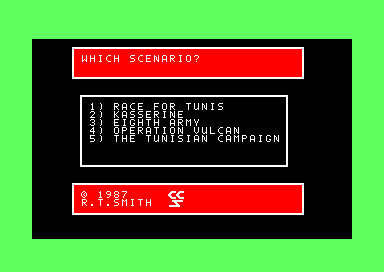 WHICH SCENARIO?
1) RACE FOR TUNIS
2) KASSERINE
3) EIGHTH ARMY
4) OPERATION VULCAN
5) THE TUNISIAN CAMPAIGN
© 1987
R.T.SMITH
CCS